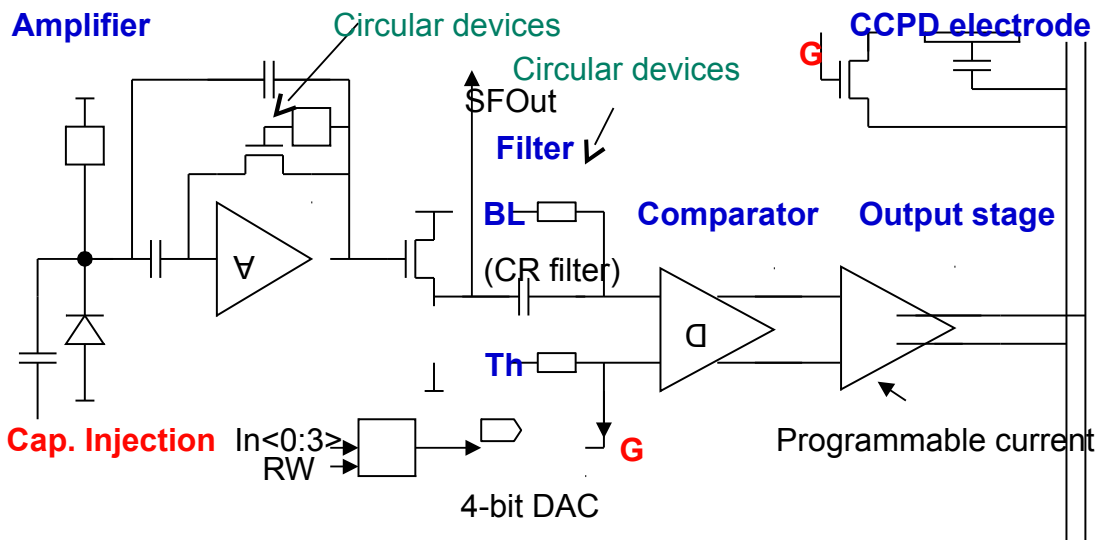 Amplifier
Circular devices
CCPD electrode
G
Circular devices
SFOut
Filter
BL
Comparator
Output stage
A
(CR filter)
D
Th
Cap. Injection
In<0:3>
RW
G
Programmable current
4-bit DAC